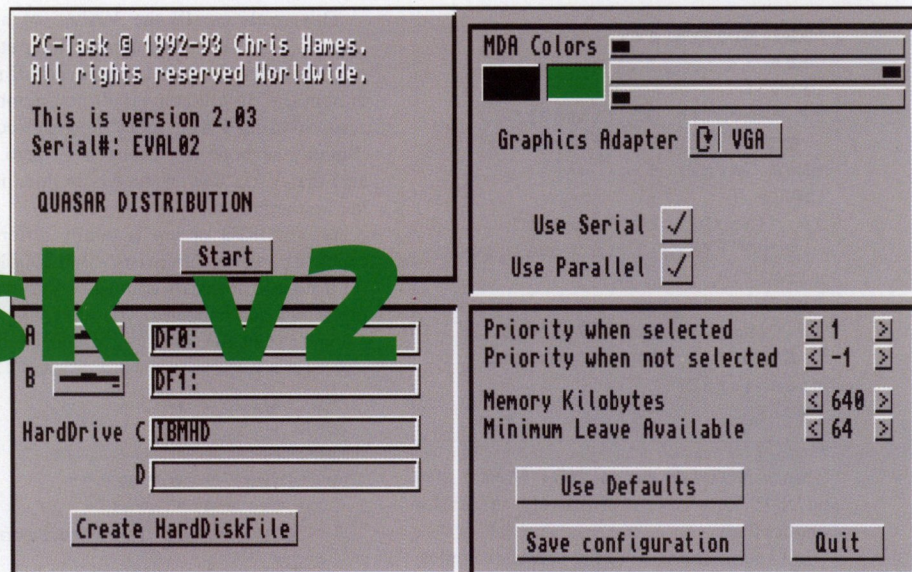 PC-Task © 1992-93 Chris Hames.
All rights reserved Worldwide.
This is version 2.03
Serial#: EVAL02
QUASAR DISTRIBUTION
Start
MDA Colors
Graphics Adapter VGA
Use Serial
Use Parallel
sk v2
A DF0:
B DF1:
HardDrive C IBMHD
D
Create HardDiskFile
Priority when selected < 1 >
Priority when not selected < -1 >
Memory Kilobytes < 640 >
Minimum Leave Available < 64 >
Use Defaults
Save configuration
Quit